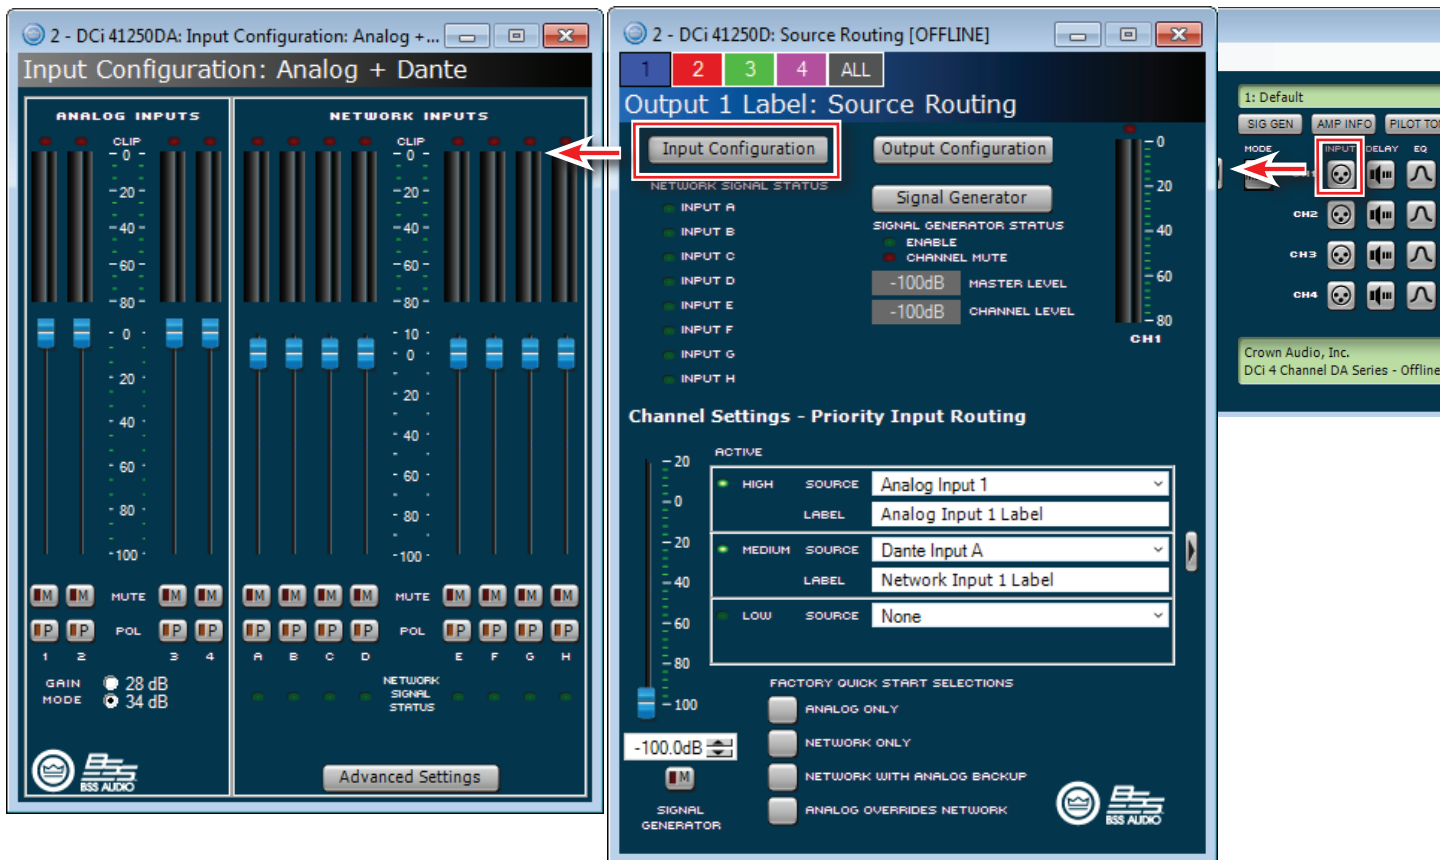 2 - DCi 41250DA: Input Configuration: Analog +...
Input Configuration: Analog + Dante
ANALOG INPUTS
NETWORK INPUTS
CLIP
CLIP
- 0 -
- 0 -
-20 -
-20 -
-40 -
-40 -
-60 -
-60 -
-80 -
-80 -
- 0 -
- 10 -
- 0 -
- 20 -
- 20 -
- 40 -
- 40 -
- 60 -
- 60 -
- 80 -
- 80 -
-100 -
-100 -
M M MUTE M M
M M M M MUTE M M M M
P P POL P P
P P P P POL P P P P
1 2 3 4
A B C D E F G H
GAIN MODE
28 dB
34 dB
NETWORK
SIGNAL
STATUS
BSS AUDIO
Advanced Settings
2 - DCi 41250D: Source Routing [OFFLINE]
1 2 3 4 ALL
Output 1 Label: Source Routing
Input Configuration
Output Configuration
NETWORK SIGNAL STATUS
INPUT A
INPUT B
INPUT C
INPUT D
INPUT E
INPUT F
INPUT G
INPUT H
Signal Generator
SIGNAL GENERATOR STATUS
ENABLE
CHANNEL MUTE
-100dB MASTER LEVEL
-100dB CHANNEL LEVEL
0
20
40
60
80
CH1
Channel Settings - Priority Input Routing
ACTIVE
20
0
20
40
60
80
100
HIGH SOURCE Analog Input 1
LABEL Analog Input 1 Label
MEDIUM SOURCE Dante Input A
LABEL Network Input 1 Label
LOW SOURCE None
-100.0dB
M
SIGNAL
GENERATOR
FACTORY QUICK START SELECTIONS
ANALOG ONLY
NETWORK ONLY
NETWORK WITH ANALOG BACKUP
ANALOG OVERRIDES NETWORK
BSS AUDIO
1: Default
SIG GEN AMP INFO PILOT TON
MODE INPUT DELAY EQ
CH2
CH3
CH4
Crown Audio, Inc.
DCi 4 Channel DA Series - Offline